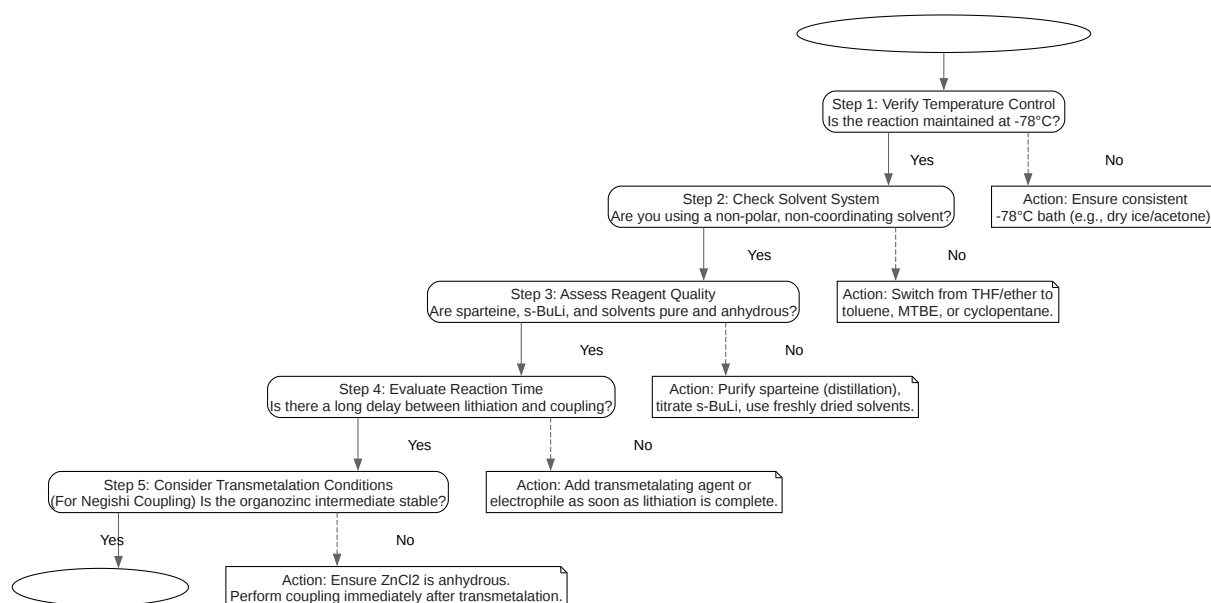 Step 1: Verify Temperature Control
Is the reaction maintained at -78°C?
Yes
No
Step 2: Check Solvent System
Are you using a non-polar, non-coordinating solvent?
Action: Ensure consistent
-78°C bath (e.g., dry ice/acetone)
Yes
No
Step 3: Assess Reagent Quality
Are sparteine, s-BuLi, and solvents pure and anhydrous?
Action: Switch from THF/ether to
toluene, MTBE, or cyclopentane.
Yes
No
Step 4: Evaluate Reaction Time
Is there a long delay between lithiation and coupling?
Action: Purify sparteine (distillation),
titrate s-BuLi, use freshly dried solvents.
Yes
No
Step 5: Consider Transmetalation Conditions
(For Negishi Coupling) Is the organozinc intermediate stable?
Action: Add transmetalating agent or
electrophile as soon as lithiation is complete.
Yes
No
Action: Ensure ZnCl2 is anhydrous.
Perform coupling immediately after transmetalation.